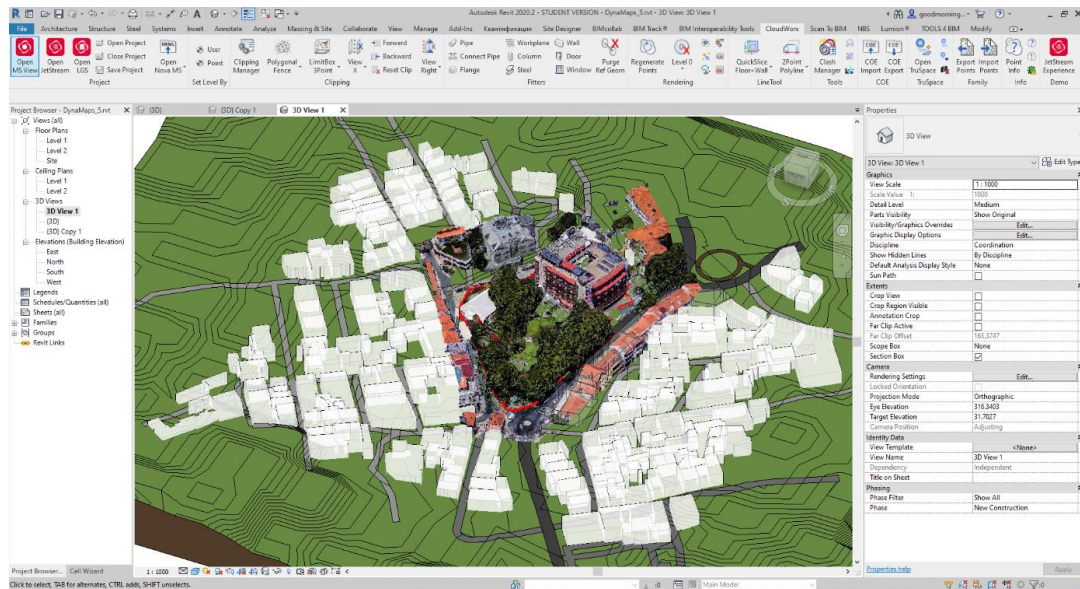 Autodesk Revit 2020.2 - STUDENT VERSION - DynaMaps_5.rvt - 3D View: 3D View 1
goodmorning...
File Architecture Structure Steel Systems Insert Annotate Analyze Massing & Site Collaborate View Manage Add-Ins Квантификация Site Designer BIMcollab BIM Track® BIM Interoperability Tools CloudWorx Scan To BIM NBS Lumion® TOOLS 4 BIM Modify
Open MS View
Open JetStream
Open LGS
Open Project
Close Project
Save Project
Project
Open Nova MS
User
Point
Set Level By
Clipping Manager
Polygonal Fence
LimitBox 3Point
View X
Forward
Backward
Reset Clip
View Right
Clipping
Pipe
Connect Pipe
Flange
Workplane
Column
Steel
Wall
Door
Window
Fitters
Purge Ref Geom
Regenerate Points
Level 0
Rendering
QuickSlice Floor+Wall
2Point Polyline
LineTool
Clash Manager
Tools
COE Import
COE Export
COE
Open TruSpace
TruSpace
Export Points
Import Points
Family
Point Info
Info
JetStream Experience
Demo
Project Browser - DynaMaps_5.rvt
Views (all)
Floor Plans
Level 1
Level 2
Site
Ceiling Plans
Level 1
Level 2
3D Views
3D View 1
{3D}
{3D} Copy 1
Elevations (Building Elevation)
East
North
South
West
Legends
Schedules/Quantities (all)
Sheets (all)
Families
Groups
Revit Links
Project Browser... Cell Wizard
{3D} {3D} Copy 1 3D View 1
Properties
3D View
3D View: 3D View 1 Edit Type
Graphics
View Scale 1 : 1000
Scale Value 1: 1000
Detail Level Medium
Parts Visibility Show Original
Visibility/Graphics Overrides Edit...
Graphic Display Options Edit...
Discipline Coordination
Show Hidden Lines By Discipline
Default Analysis Display Style None
Sun Path
Extents
Crop View
Crop Region Visible
Annotation Crop
Far Clip Active
Far Clip Offset 163.3747
Scope Box None
Section Box
Camera
Rendering Settings Edit...
Locked Orientation
Projection Mode Orthographic
Eye Elevation 316.3403
Target Elevation 31.7027
Camera Position Adjusting
Identity Data
View Template <None>
View Name 3D View 1
Dependency Independent
Title on Sheet
Phasing
Phase Filter Show All
Phase New Construction
Properties help Apply
1 : 1000
Click to select, TAB for alternates, CTRL adds, SHIFT unselects.
:0 Main Model :0